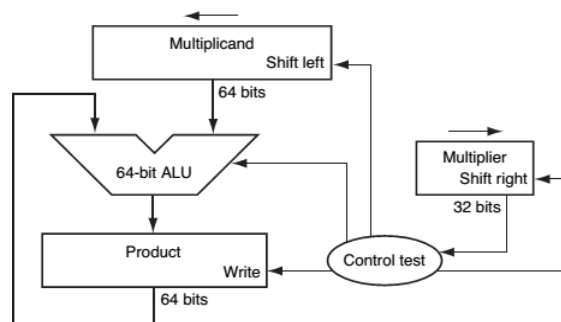 Multiplicand
Shift left
64 bits
64-bit ALU
Multiplier
Shift right
32 bits
Product
Write
Control test
64 bits